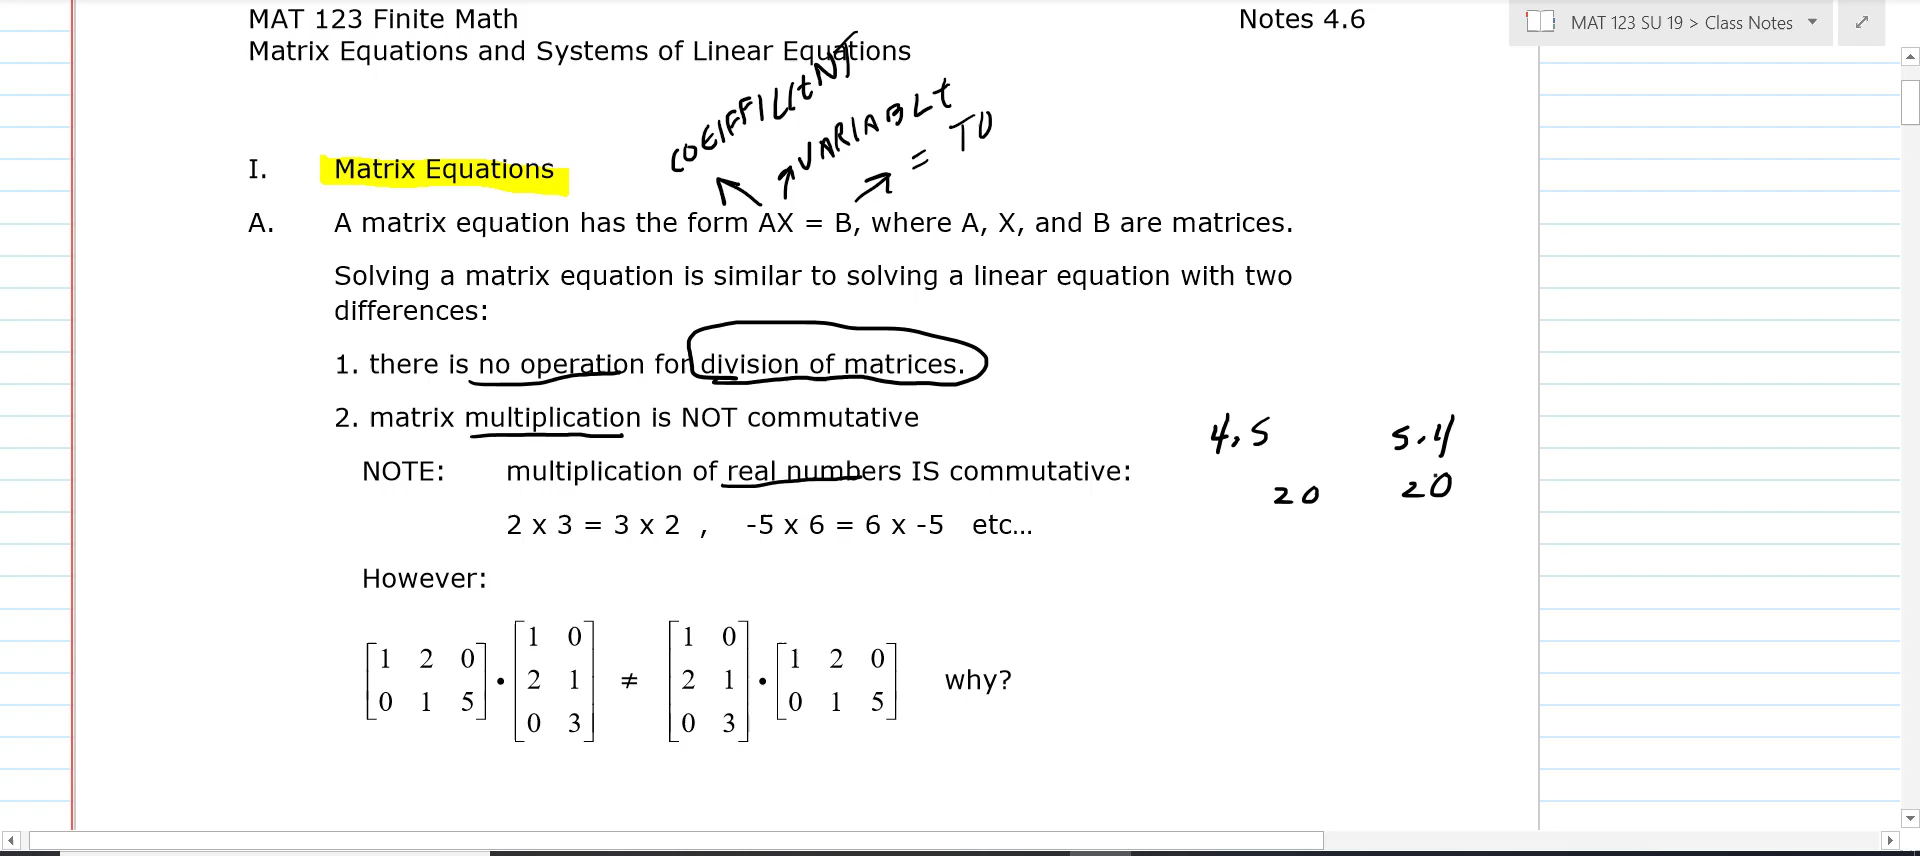 MAT 123 Finite Math Notes 4.6
MAT 123 SU 19 > Class Notes
Matrix Equations and Systems of Linear Equations
COEIFFICItNT
VARIABLt
= TO
I. Matrix Equations
A. A matrix equation has the form AX = B, where A, X, and B are matrices.
Solving a matrix equation is similar to solving a linear equation with two
differences:
1. there is no operation for division of matrices.
2. matrix multiplication is NOT commutative
4.5 5.4
NOTE: multiplication of real numbers IS commutative:
20 20
2 x 3 = 3 x 2 , -5 x 6 = 6 x -5 etc...
However:
1 0 1 0
1 2 0 1 2 0
2 1 ≠ 2 1 why?
0 1 5 0 1 5
0 3 0 3